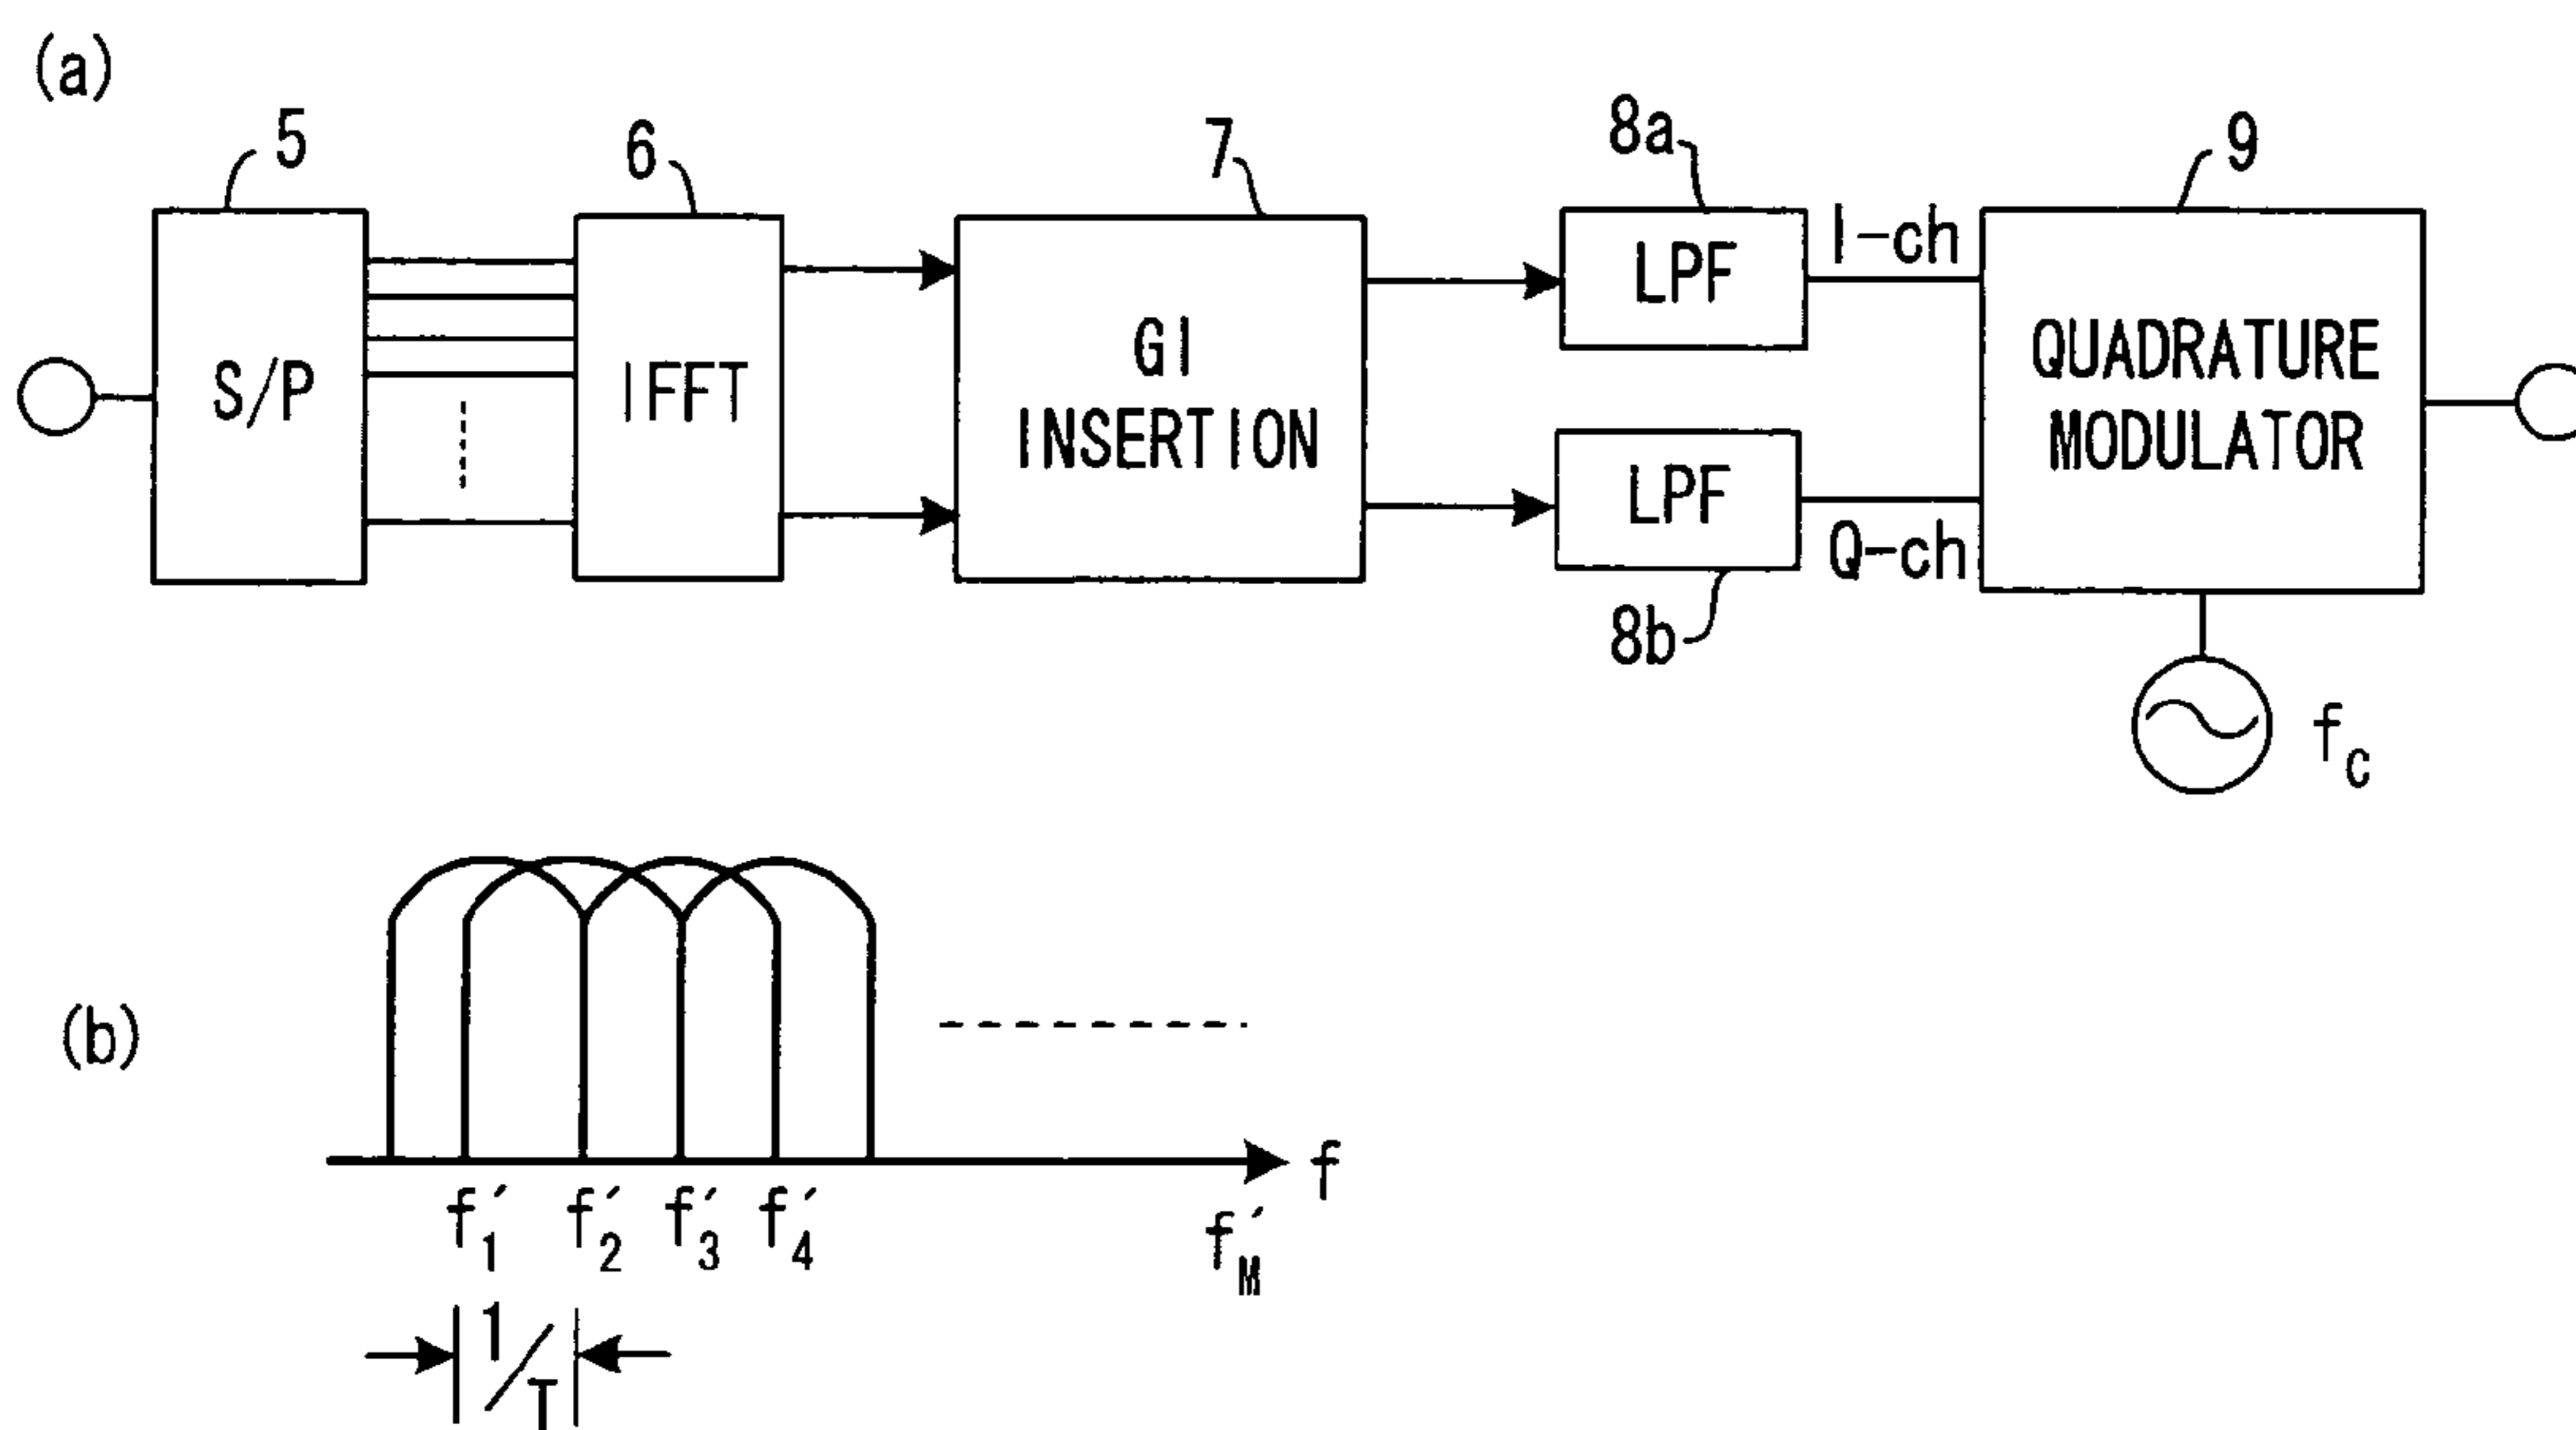 (a)
5
6
7
8a
9
S/P
IFFT
GI
INSERTION
LPF
I-ch
QUADRATURE
MODULATOR
LPF
Q-ch
8b
fc
(b)
f
f′1
f′2
f′3
f′4
f′M
1/T